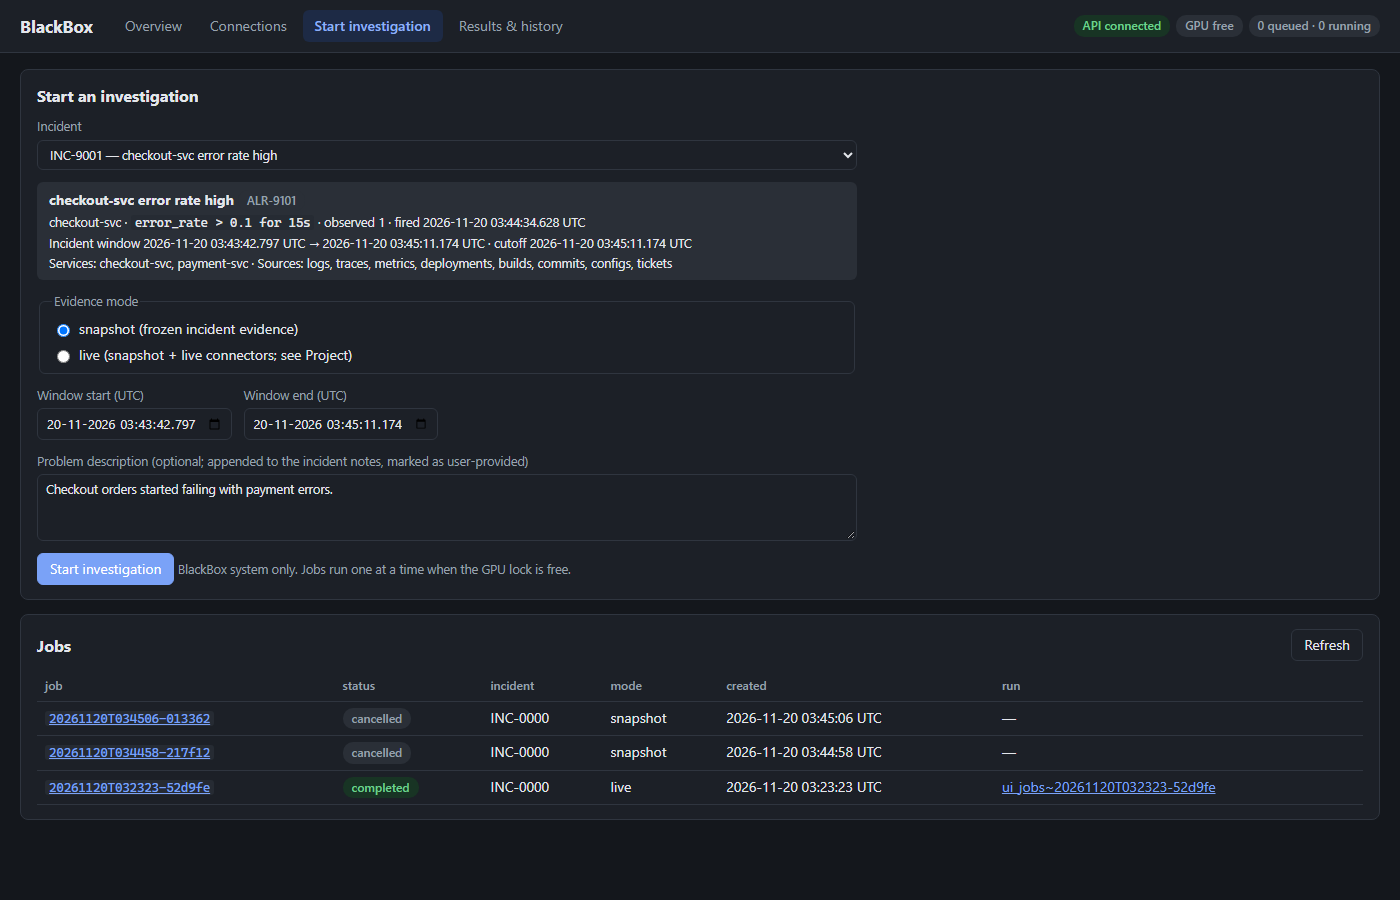 BlackBox Overview Connections Start investigation Results & history API connected GPU free 0 queued · 0 running
Start an investigation
Incident
INC-9001 — checkout-svc error rate high
checkout-svc error rate high ALR-9101
checkout-svc · error_rate > 0.1 for 15s · observed 1 · fired 2026-11-20 03:44:34.628 UTC
Incident window 2026-11-20 03:43:42.797 UTC → 2026-11-20 03:45:11.174 UTC · cutoff 2026-11-20 03:45:11.174 UTC
Services: checkout-svc, payment-svc · Sources: logs, traces, metrics, deployments, builds, commits, configs, tickets
Evidence mode
snapshot (frozen incident evidence)
live (snapshot + live connectors; see Project)
Window start (UTC) Window end (UTC)
20-11-2026 03:43:42.797 20-11-2026 03:45:11.174
Problem description (optional; appended to the incident notes, marked as user-provided)
Checkout orders started failing with payment errors.
Start investigation BlackBox system only. Jobs run one at a time when the GPU lock is free.
Jobs Refresh
job status incident mode created run
20261120T034506-013362 cancelled INC-0000 snapshot 2026-11-20 03:45:06 UTC —
20261120T034458-217f12 cancelled INC-0000 snapshot 2026-11-20 03:44:58 UTC —
20261120T032323-52d9fe completed INC-0000 live 2026-11-20 03:23:23 UTC ui_jobs~20261120T032323-52d9fe